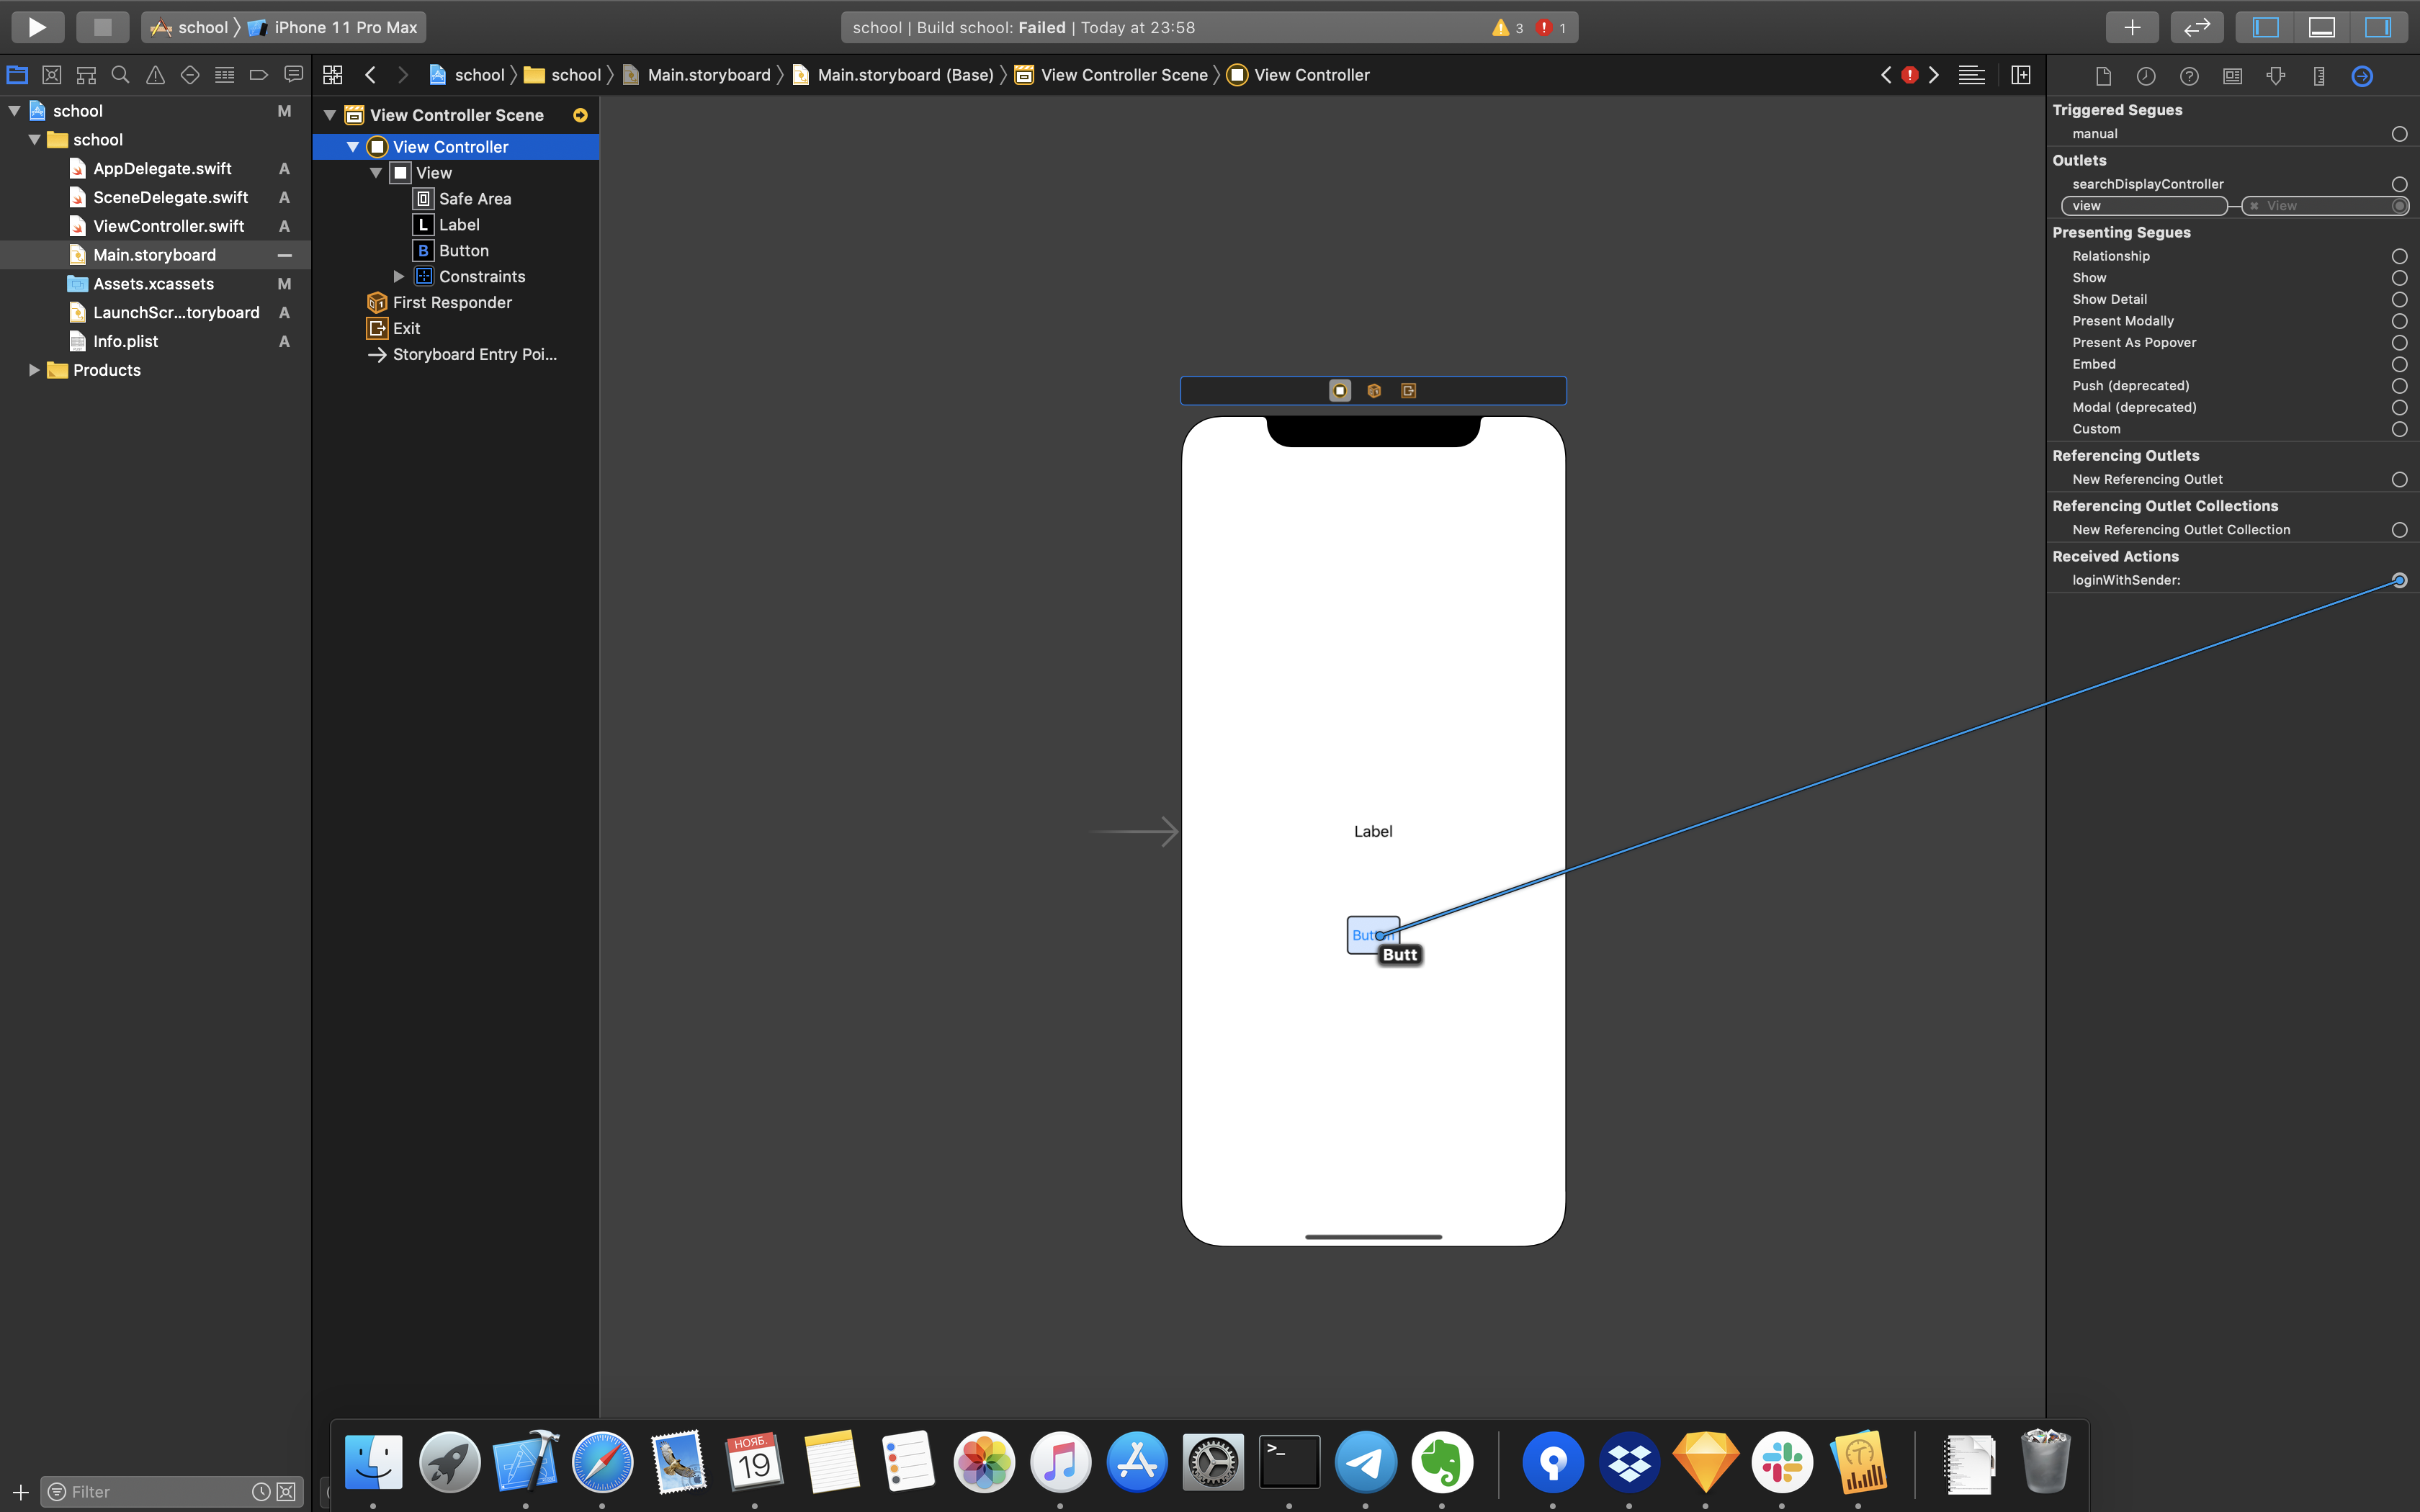 school 〉 iPhone 11 Pro Max
school | Build school: Failed | Today at 23:58
3
1
school 〉 school 〉 Main.storyboard 〉 Main.storyboard (Base) 〉 View Controller Scene 〉 View Controller
school M
school
AppDelegate.swift A
SceneDelegate.swift A
ViewController.swift A
Main.storyboard
Assets.xcassets M
LaunchScr...toryboard A
Info.plist A
Products
Filter
View Controller Scene
View Controller
View
Safe Area
L Label
B Button
Constraints
First Responder
Exit
Storyboard Entry Poi...
Label
Butt
Triggered Segues
manual
Outlets
searchDisplayController
view
View
Presenting Segues
Relationship
Show
Show Detail
Present Modally
Present As Popover
Embed
Push (deprecated)
Modal (deprecated)
Custom
Referencing Outlets
New Referencing Outlet
Referencing Outlet Collections
New Referencing Outlet Collection
Received Actions
loginWithSender:
НОЯБ.
19